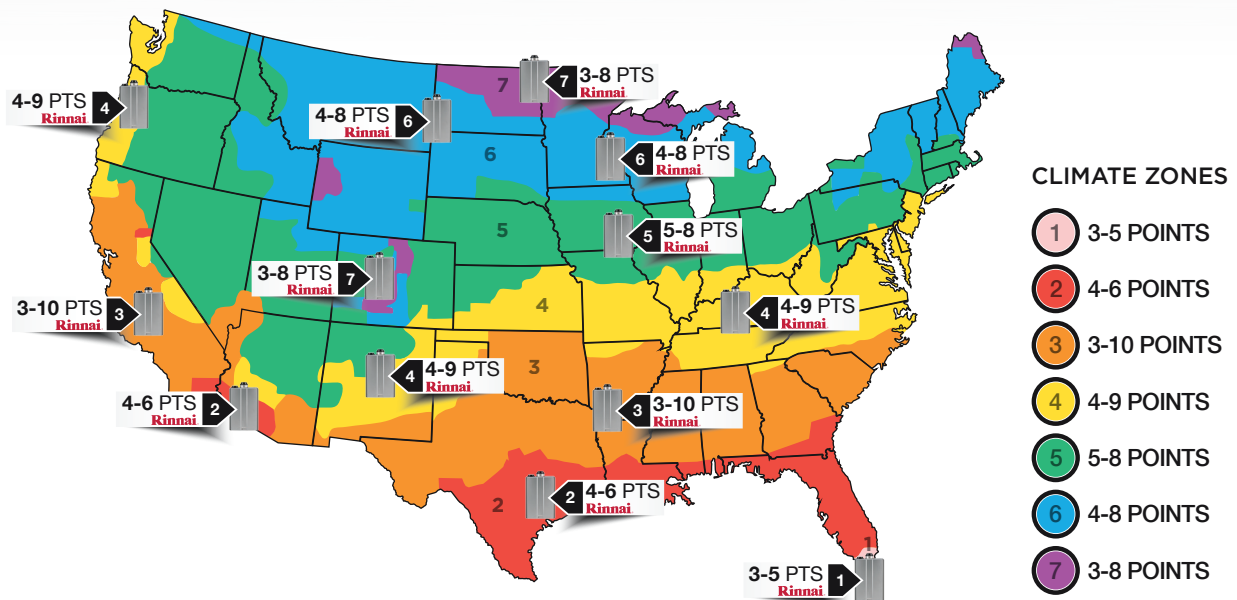 4-9 PTS
Rinnai
4
4-8 PTS
Rinnai
6
7
7
3-8 PTS
Rinnai
6
6
4-8 PTS
Rinnai
5
5
5-8 PTS
Rinnai
3-8 PTS
Rinnai
7
4
4
4-9 PTS
Rinnai
3-10 PTS
Rinnai
3
3
4
4-9 PTS
Rinnai
4-6 PTS
Rinnai
2
3
3-10 PTS
Rinnai
2
2
4-6 PTS
Rinnai
1
3-5 PTS
Rinnai
1
CLIMATE ZONES
1 3-5 POINTS
2 4-6 POINTS
3 3-10 POINTS
4 4-9 POINTS
5 5-8 POINTS
6 4-8 POINTS
7 3-8 POINTS